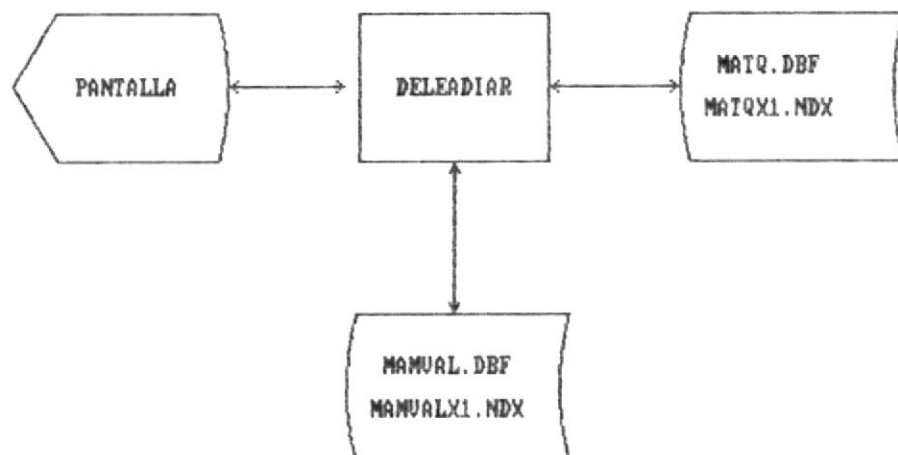 PANTALLA
DELEADIAR
MATQ.DBF
MATQX1.NDX
MAMVAL.DBF
MAMVALX1.NDX